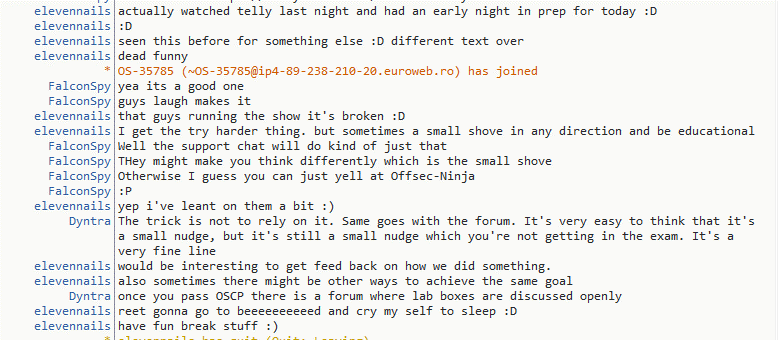 elevennails actually watched telly last night and had an early night in prep for today :D
elevennails :D
elevennails seen this before for something else :D different text over
elevennails dead funny
* OS-35785 (~OS-35785@ip4-89-238-210-20.euroweb.ro) has joined
FalconSpy yea its a good one
FalconSpy guys laugh makes it
elevennails that guys running the show it's broken :D
elevennails I get the try harder thing. but sometimes a small shove in any direction and be educational
FalconSpy Well the support chat will do kind of just that
FalconSpy THey might make you think differently which is the small shove
FalconSpy Otherwise I guess you can just yell at Offsec-Ninja
FalconSpy :P
elevennails yep i've leant on them a bit :)
Dyntra The trick is not to rely on it. Same goes with the forum. It's very easy to think that it's
a small nudge, but it's still a small nudge which you're not getting in the exam. It's a
very fine line
elevennails would be interesting to get feed back on how we did something.
elevennails also sometimes there might be other ways to achieve the same goal
Dyntra once you pass OSCP there is a forum where lab boxes are discussed openly
elevennails reet gonna go to beeeeeeeeeed and cry my self to sleep :D
elevennails have fun break stuff :)
* elevennails has quit (Quit: Leaving)